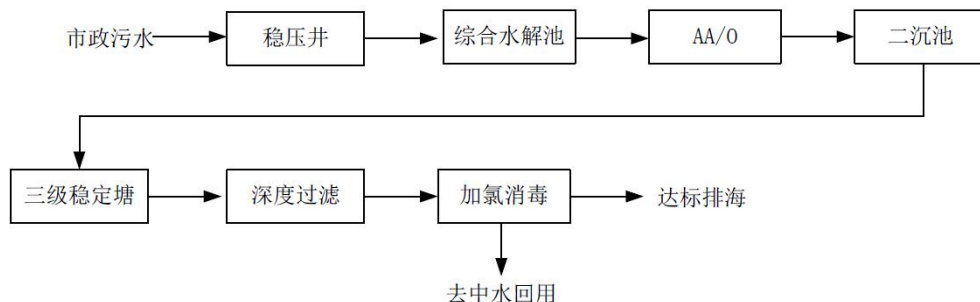 市政污水
稳压井
综合水解池
AA/O
二沉池
三级稳定塘
深度过滤
加氯消毒
达标排海
去中水回用